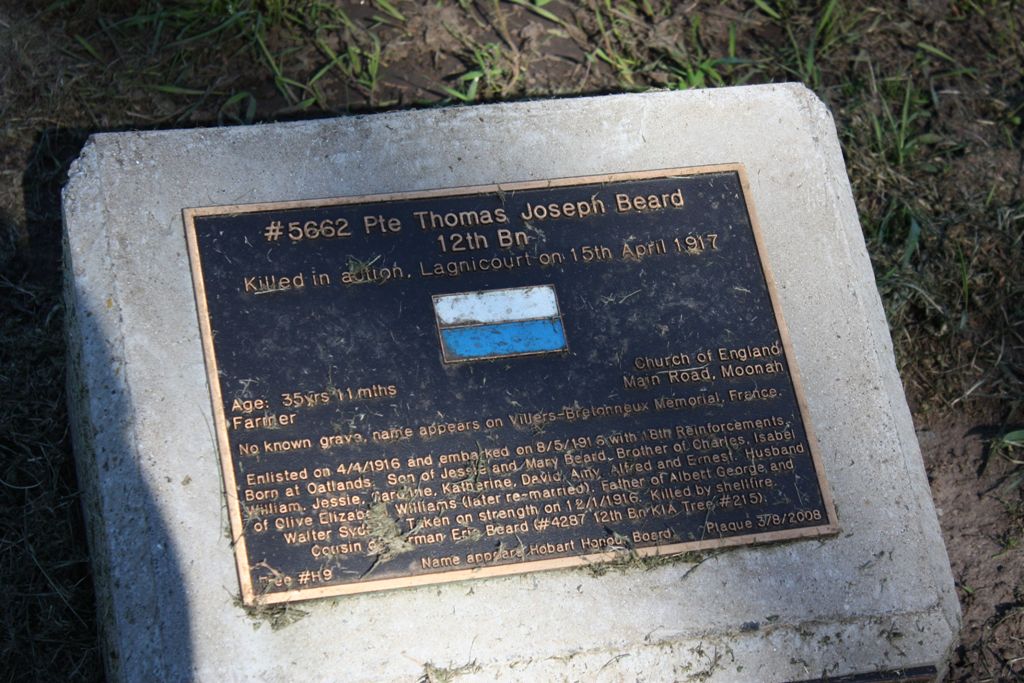 #5662 Pte Thomas Joseph Beard
12th Bn
Killed in action, Lagnicourt on 15th April 1917
Age: 35yrs 11mths
Farmer
Church of England
Main Road, Moonah
No known grave, name appears on Villers-Bretonneux Memorial, France.
Enlisted on 4/4/1916 and embarked on 8/5/1916 with 18th Reinforcements.
Born at Oatlands. Son of Jessie and Mary Beard. Brother of Charles, Isabel
William, Jessie, Caroline, Katherine, David, Amy, Alfred and Ernest. Husband
of Olive Elizab Williams (later re-married). Father of Albert George and
Walter Taken on strength on 12/1/1916. Killed by shellfire.
Cousin Eric Beard (#4287 12th Bn KIA Tree #215).
Name appears Hobart Honour Board.
Tree #H9
Plaque 378/2008